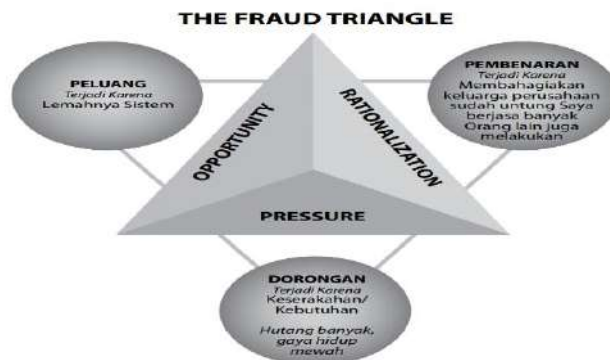 THE FRAUD TRIANGLE
PELUANG
Terjadi Karena
Lemahnya Sistem
PEMBENARAN
Terjadi Karena
Membahagiakan
keluarga perusahaan
sudah untung Saya
berjasa banyak
Orang lain juga
melakukan
OPPORTUNITY
RATIONALIZATION
PRESSURE
DORONGAN
Terjadi Karena
Keserakahan/
Kebutuhan
Hutang banyak,
gaya hidup
mewah